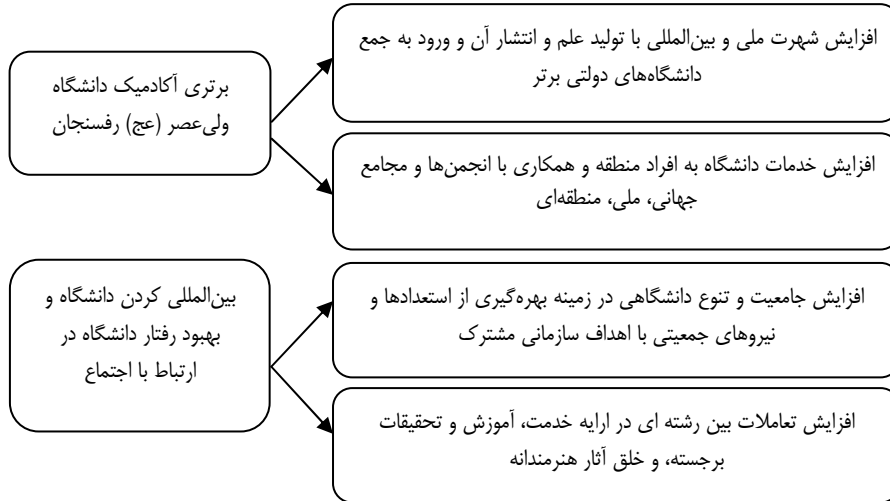 برتری آکادمیک دانشگاه
ولی‌عصر (عج) رفسنجان
افزایش شهرت ملی و بین‌المللی با تولید علم و انتشار آن و ورود به جمع
دانشگاه‌های دولتی برتر
افزایش خدمات دانشگاه به افراد منطقه و همکاری با انجمن‌ها و مجامع
جهانی، ملی، منطقه‌ای
بین‌المللی کردن دانشگاه و
بهبود رفتار دانشگاه در
ارتباط با اجتماع
افزایش جامعیت و تنوع دانشگاهی در زمینه بهره‌گیری از استعدادها و
نیروهای جمعیتی با اهداف سازمانی مشترک
افزایش تعاملات بین رشته ای در ارایه خدمت، آموزش و تحقیقات
برجسته، و خلق آثار هنرمندانه